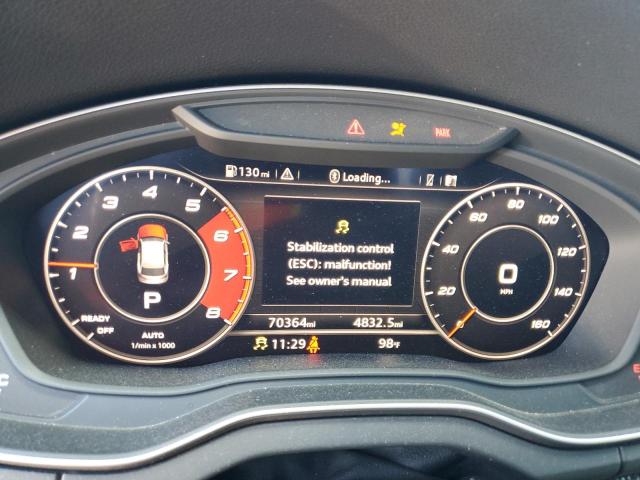 PARK
130 mi
Loading...
1 2 3 4 5 6 7 8
READY
OFF
P
AUTO
1/min x 1000
Stabilization control
(ESC): malfunction!
See owner's manual
20 40 60 80 100 120 140 160
0
MPH
70364mi
4832.5mi
11:29
98°F
C
E